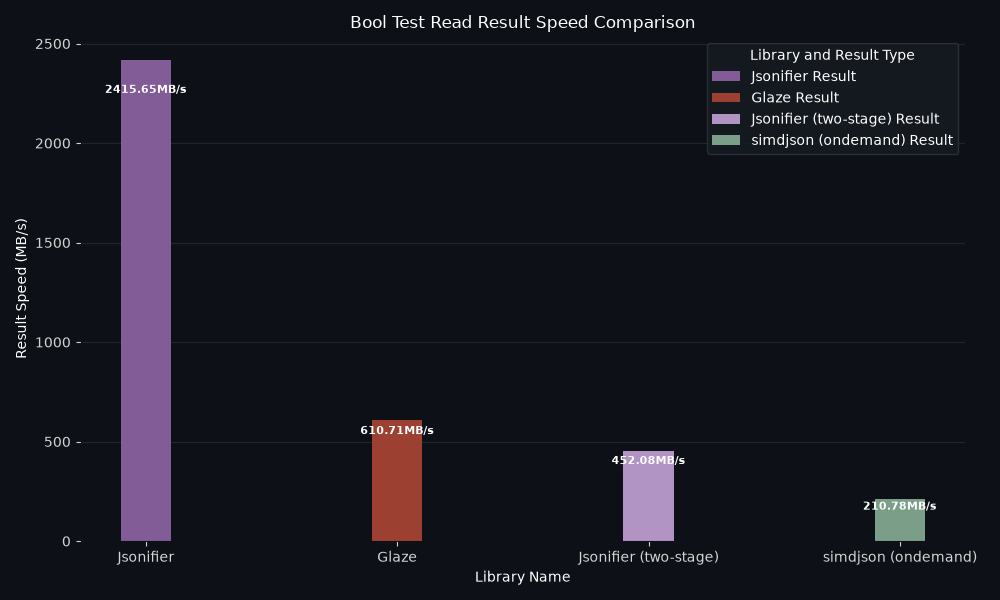 Bool Test Read Result Speed Comparison
Library and Result Type
Jsonifier Result
Glaze Result
Jsonifier (two-stage) Result
simdjson (ondemand) Result
Result Speed (MB/s)
2500
2000
1500
1000
500
0
2415.65MB/s
610.71MB/s
452.08MB/s
210.78MB/s
Jsonifier
Glaze
Jsonifier (two-stage)
simdjson (ondemand)
Library Name